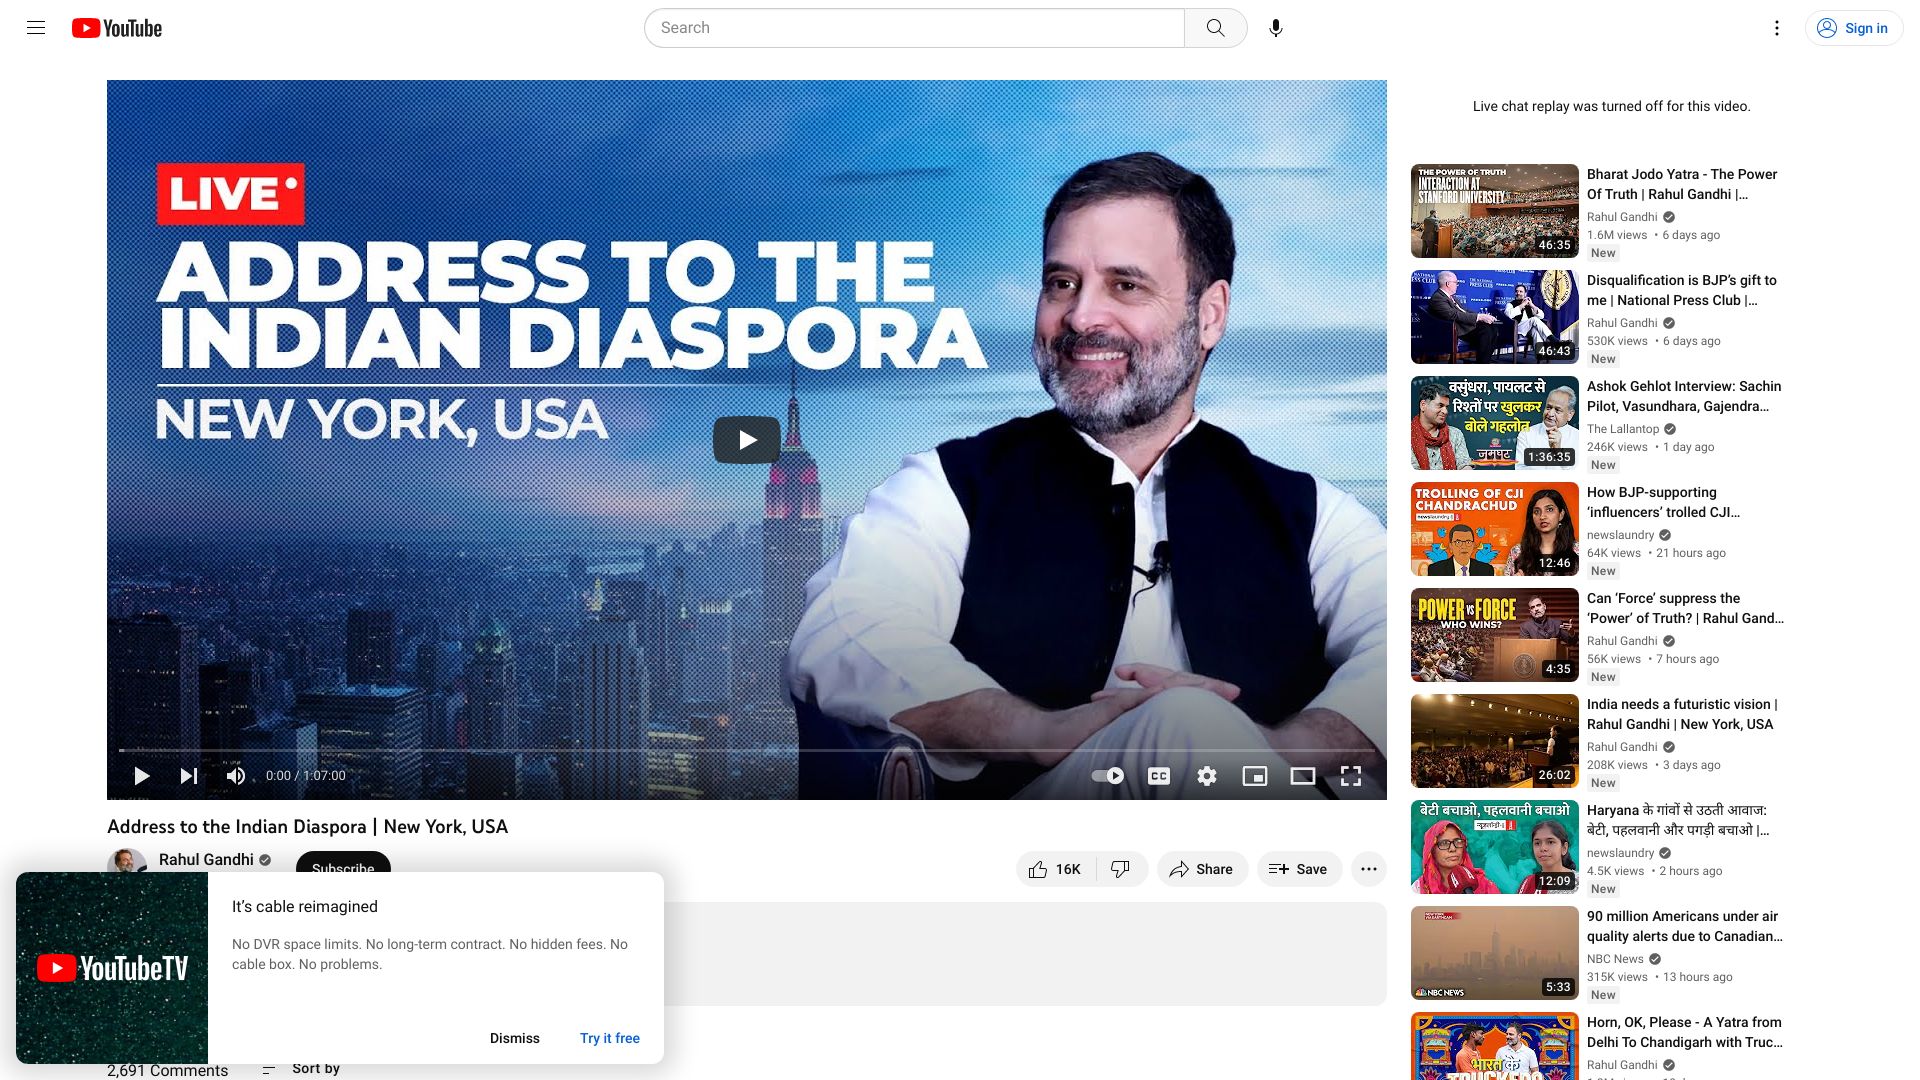 YouTube
Search
Sign in
LIVE
ADDRESS TO THE
INDIAN DIASPORA
NEW YORK, USA
0:00 / 1:07:00
CC
Address to the Indian Diaspora | New York, USA
Rahul Gandhi
Subscribe
16K
Share
Save
YouTubeTV
It’s cable reimagined
No DVR space limits. No long-term contract. No hidden fees. No
cable box. No problems.
Dismiss
Try it free
2,691 Comments
Sort by
Live chat replay was turned off for this video.
THE POWER OF TRUTH
INTERACTION AT
STANFORD UNIVERSITY
46:35
Bharat Jodo Yatra - The Power
Of Truth | Rahul Gandhi |...
Rahul Gandhi
1.6M views • 6 days ago
New
46:43
Disqualification is BJP’s gift to
me | National Press Club |...
Rahul Gandhi
530K views • 6 days ago
New
वसुंधरा, पायलट से
रिश्तों पर खुलकर
बोले गहलोत
जमघट
1:36:35
Ashok Gehlot Interview: Sachin
Pilot, Vasundhara, Gajendra...
The Lallantop
246K views • 1 day ago
New
TROLLING OF CJI
CHANDRACHUD
newslaundry
12:46
How BJP-supporting
‘influencers’ trolled CJI...
newslaundry
64K views • 21 hours ago
New
POWER VS FORCE
WHO WINS?
4:35
Can ‘Force’ suppress the
‘Power’ of Truth? | Rahul Gand...
Rahul Gandhi
56K views • 7 hours ago
New
26:02
India needs a futuristic vision |
Rahul Gandhi | New York, USA
Rahul Gandhi
208K views • 3 days ago
New
बेटी बचाओ, पहलवानी बचाओ
12:09
Haryana के गांवों से उठती आवाज:
बेटी, पहलवानी और पगड़ी बचाओ |...
newslaundry
4.5K views • 2 hours ago
New
NBC NEWS
5:33
90 million Americans under air
quality alerts due to Canadian...
NBC News
315K views • 13 hours ago
New
भारत के
Horn, OK, Please - A Yatra from
Delhi To Chandigarh with Truc...
Rahul Gandhi